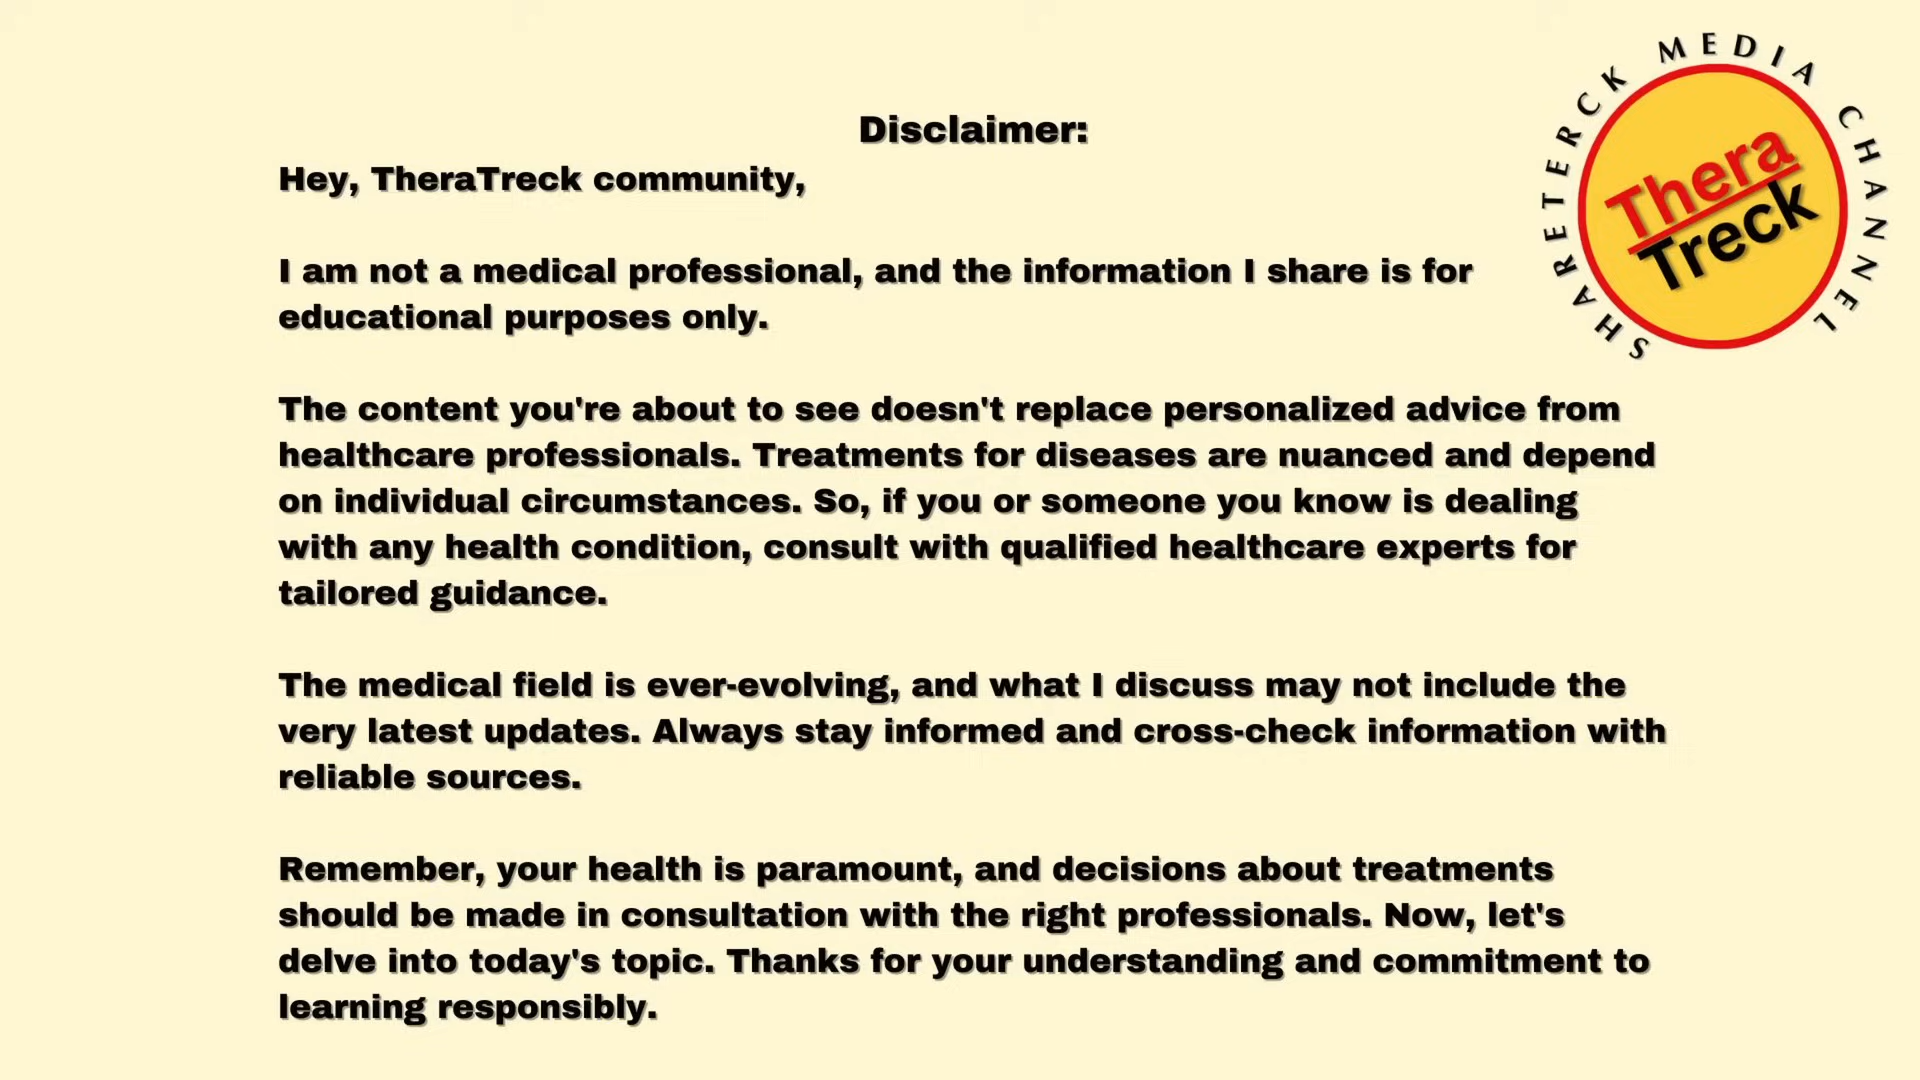 Disclaimer:
Hey, TheraTreck community,
I am not a medical professional, and the information I share is for
educational purposes only.
The content you're about to see doesn't replace personalized advice from
healthcare professionals. Treatments for diseases are nuanced and depend
on individual circumstances. So, if you or someone you know is dealing
with any health condition, consult with qualified healthcare experts for
tailored guidance.
The medical field is ever-evolving, and what I discuss may not include the
very latest updates. Always stay informed and cross-check information with
reliable sources.
Remember, your health is paramount, and decisions about treatments
should be made in consultation with the right professionals. Now, let's
delve into today's topic. Thanks for your understanding and commitment to
learning responsibly.
SHARETERCK MEDIA CHANNEL
Thera
Treck